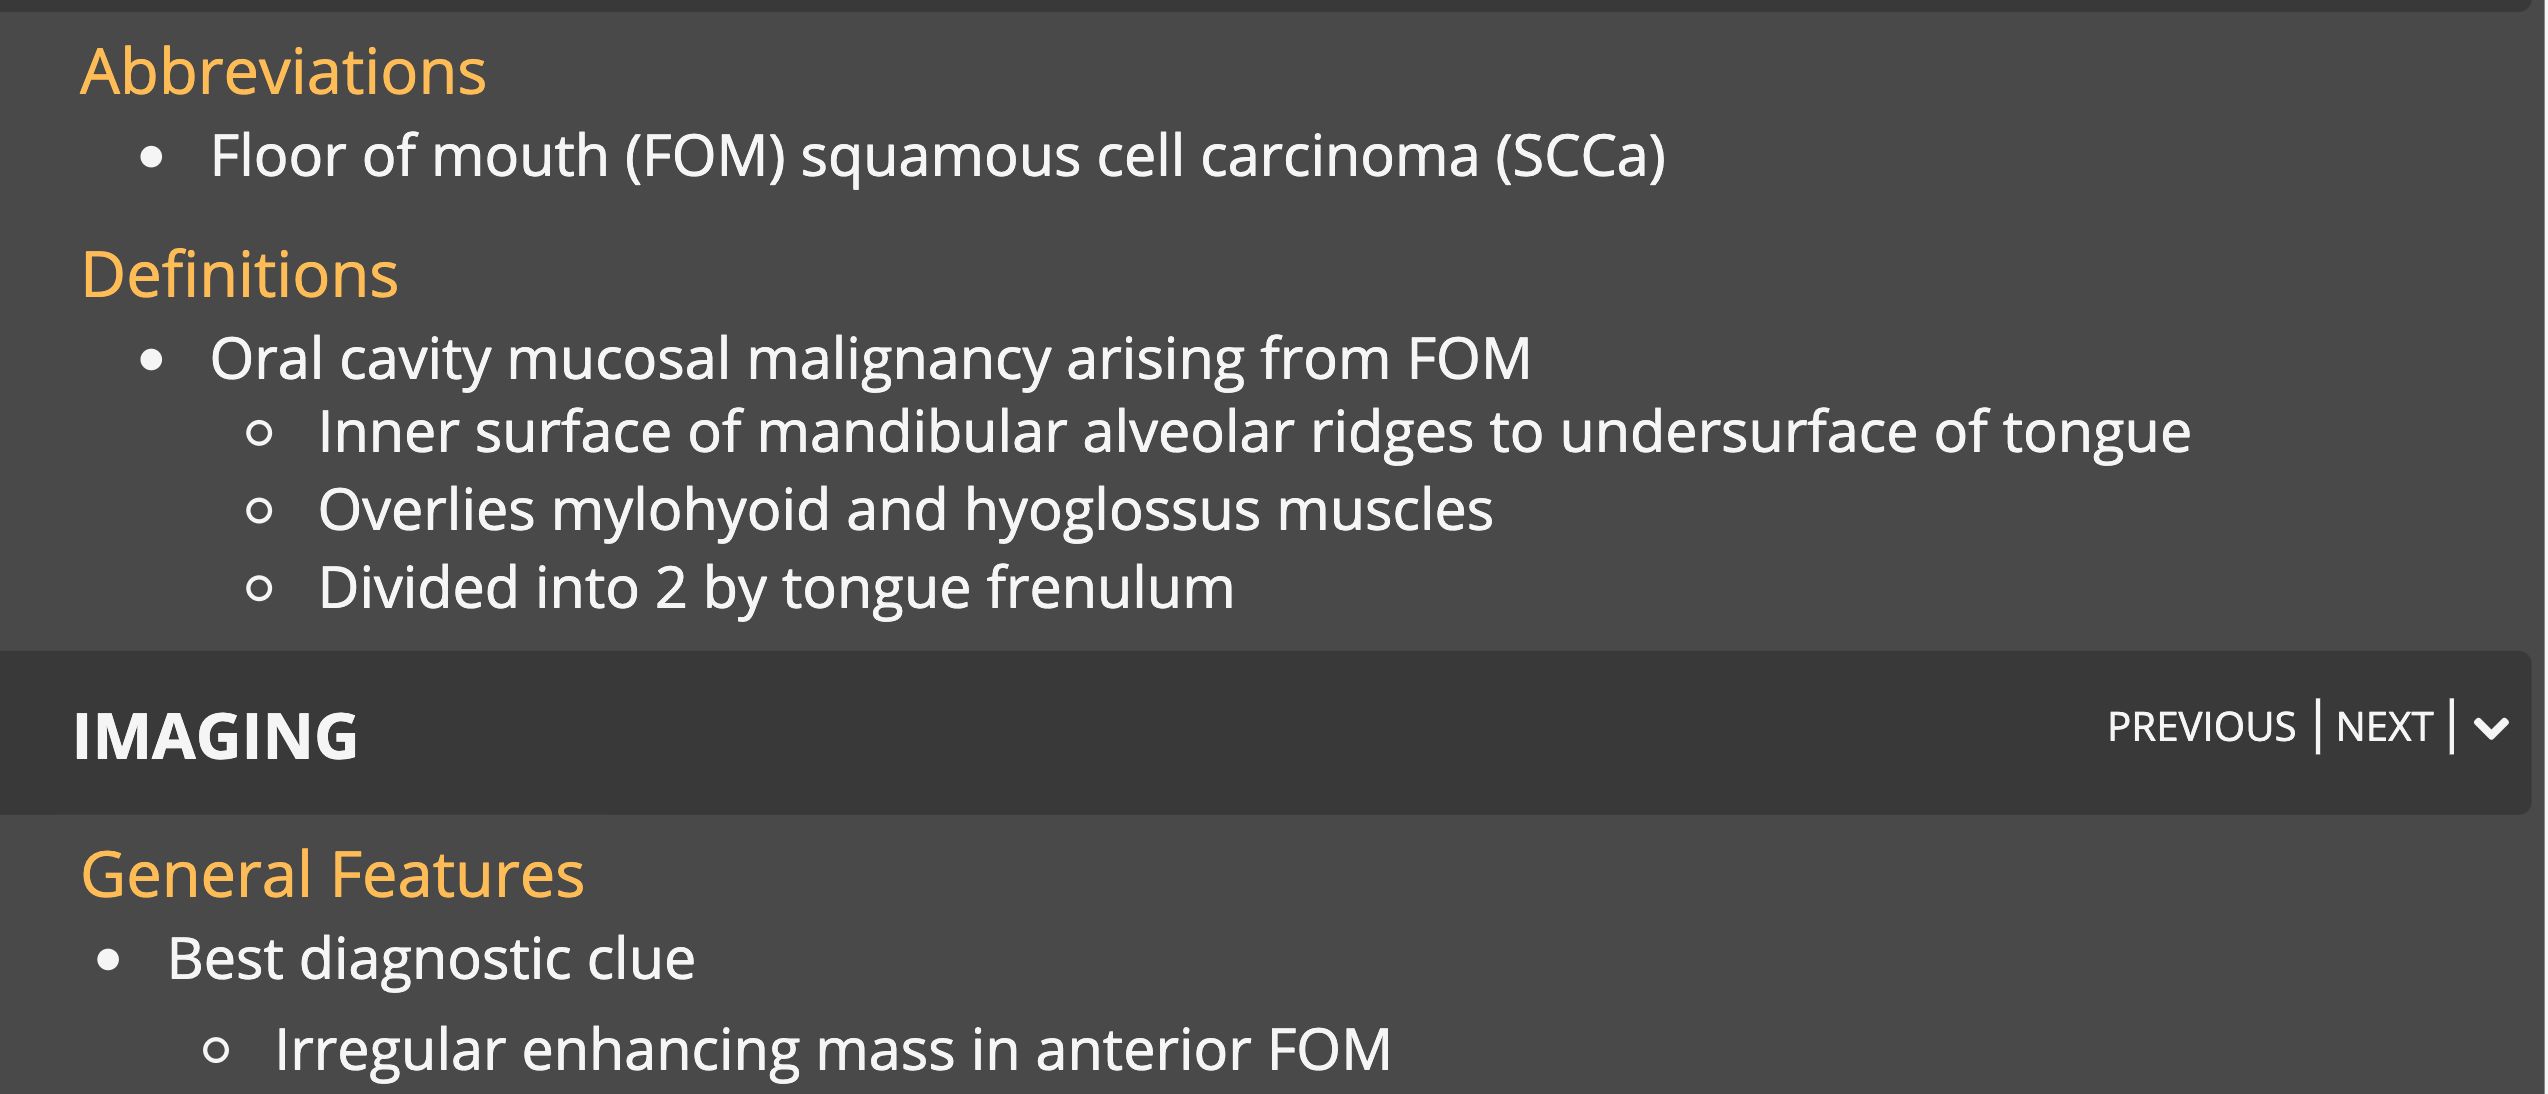 Abbreviations
• Floor of mouth (FOM) squamous cell carcinoma (SCCa)
Definitions
• Oral cavity mucosal malignancy arising from FOM
○ Inner surface of mandibular alveolar ridges to undersurface of tongue
○ Overlies mylohyoid and hyoglossus muscles
○ Divided into 2 by tongue frenulum
IMAGING PREVIOUS | NEXT |
General Features
• Best diagnostic clue
○ Irregular enhancing mass in anterior FOM